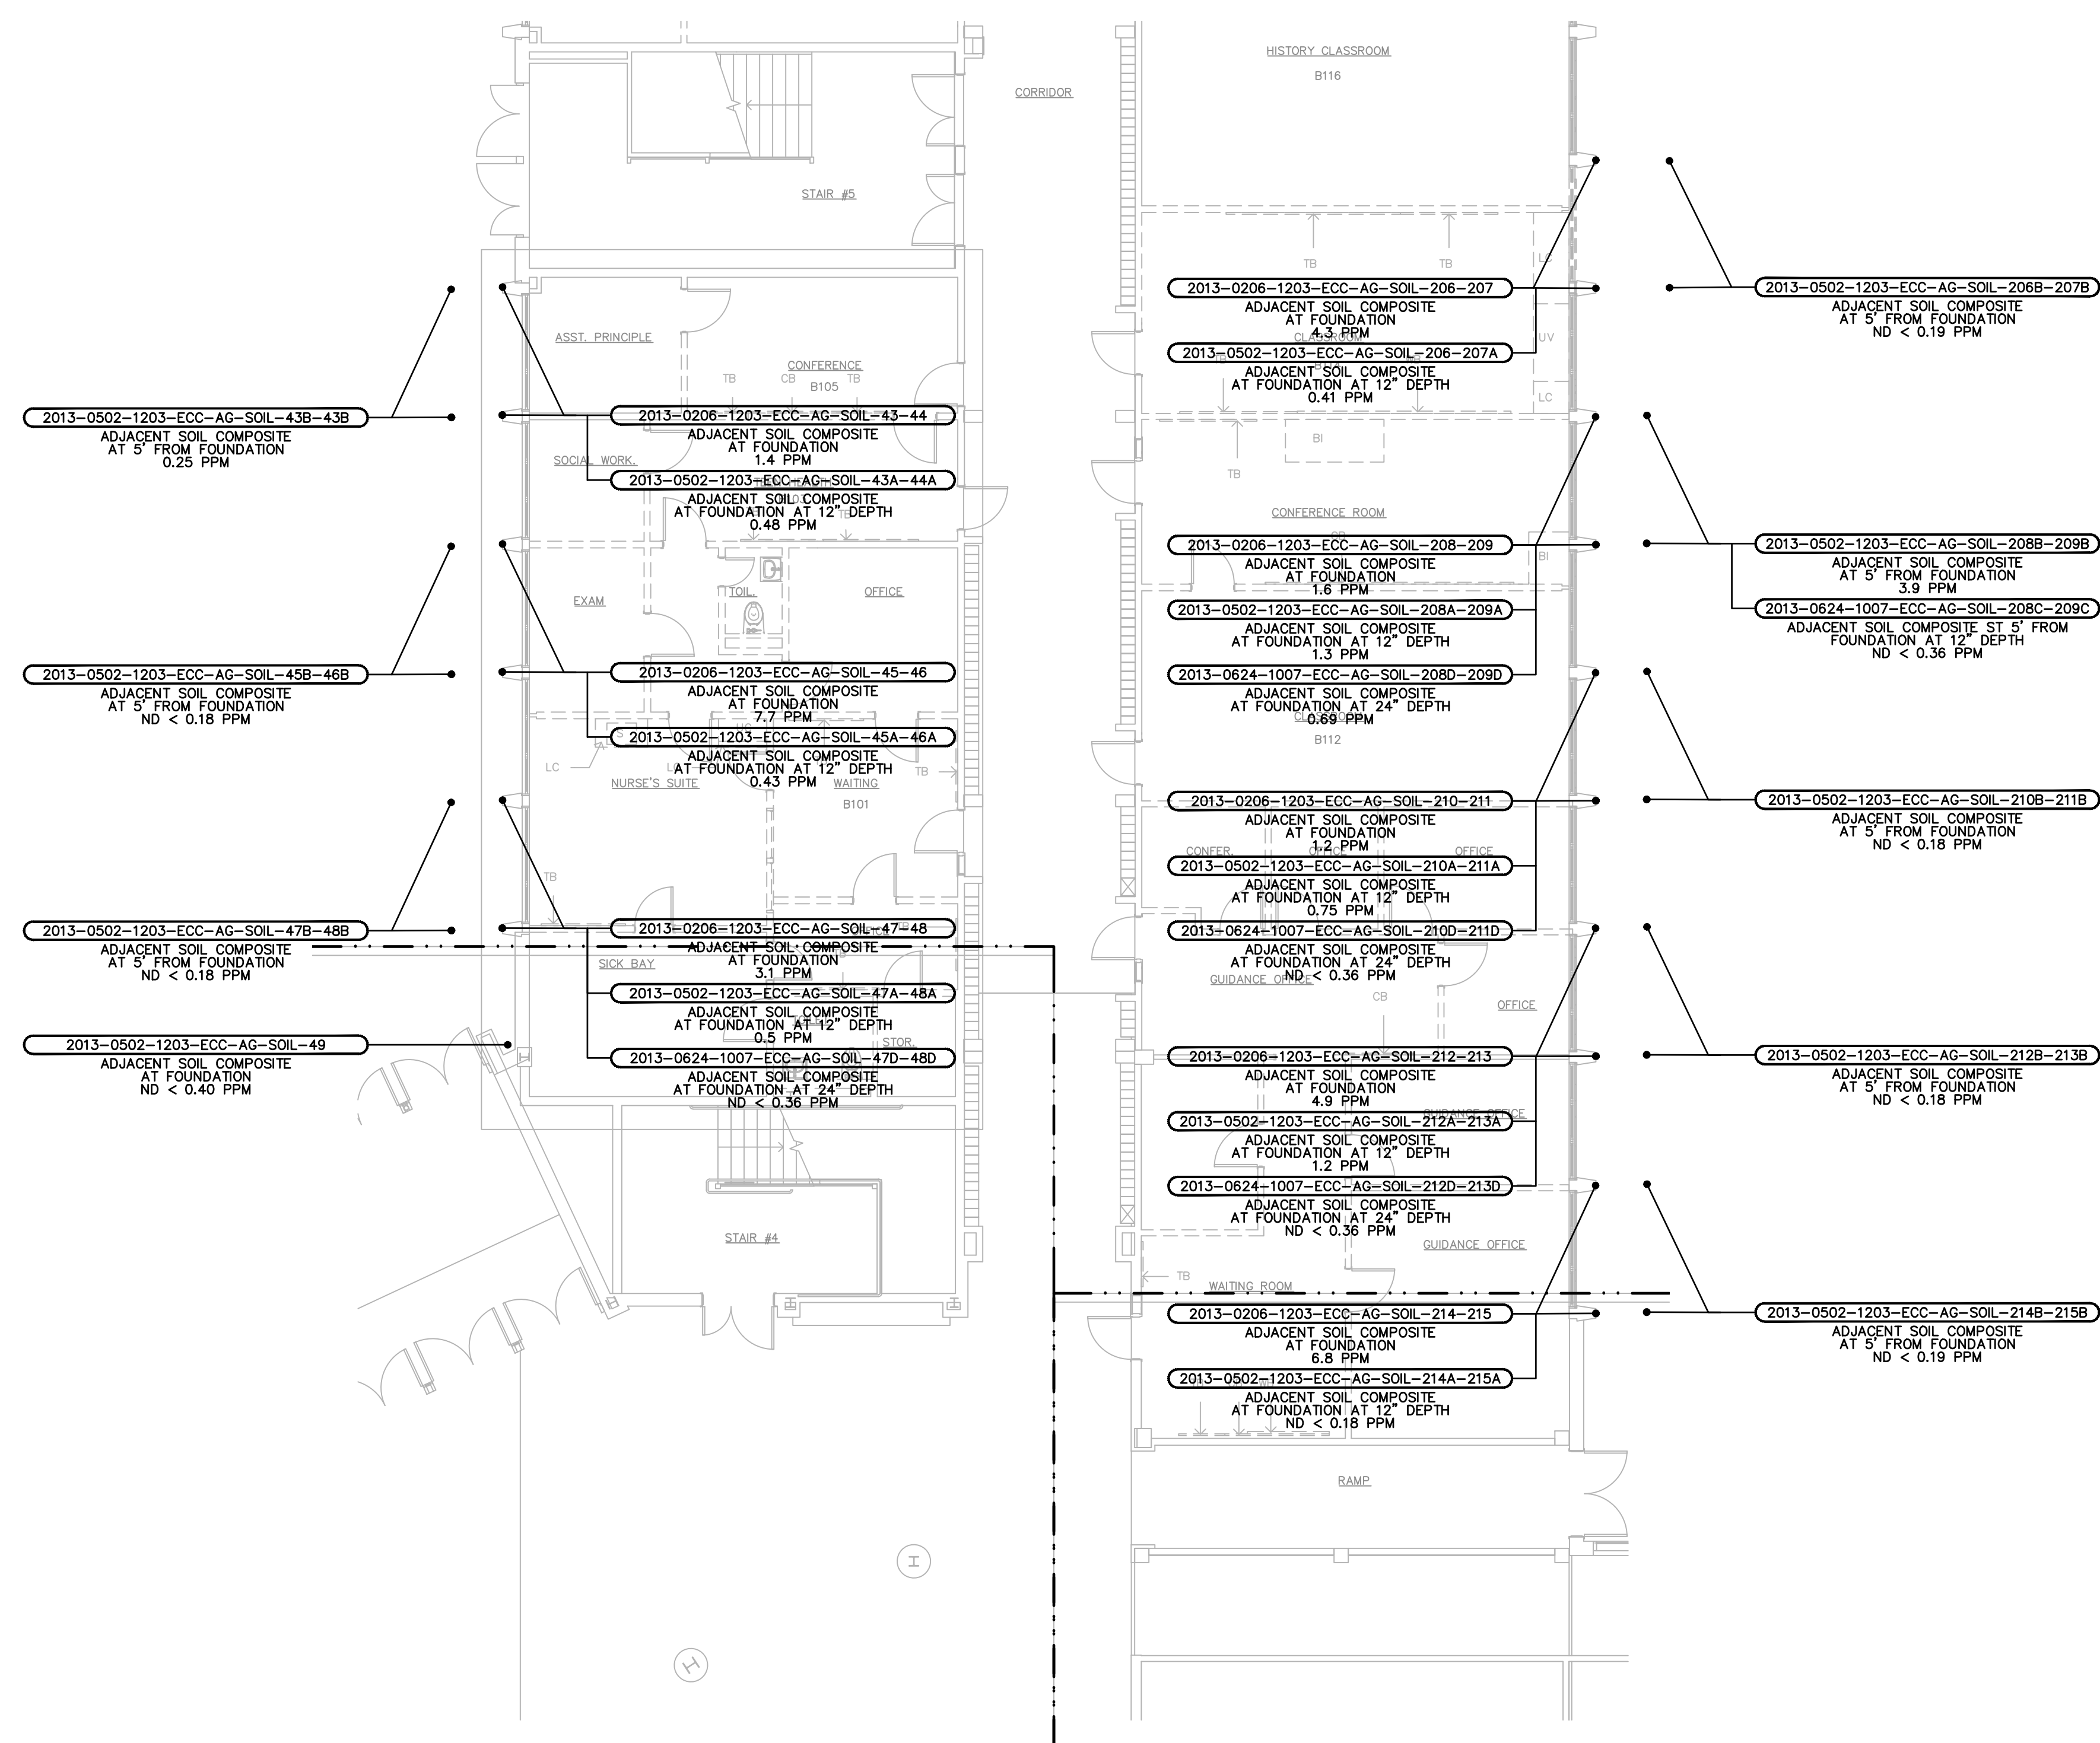 HISTORY CLASSROOM
B116
CORRIDOR
STAIR #5
TB
TB
LC
2013-0502-1203-ECC-AG-SOIL-43B-43B
ADJACENT SOIL COMPOSITE
AT 5' FROM FOUNDATION
0.25 PPM
2013-0502-1203-ECC-AG-SOIL-45B-46B
ADJACENT SOIL COMPOSITE
AT 5' FROM FOUNDATION
ND < 0.18 PPM
2013-0502-1203-ECC-AG-SOIL-47B-48B
ADJACENT SOIL COMPOSITE
AT 5' FROM FOUNDATION
ND < 0.18 PPM
2013-0502-1203-ECC-AG-SOIL-49
ADJACENT SOIL COMPOSITE
AT FOUNDATION
ND < 0.40 PPM
ASST. PRINCIPLE
CONFERENCE
B105
TB
CB
TB
2013-0206-1203-ECC-AG-SOIL-43-44
ADJACENT SOIL COMPOSITE
AT FOUNDATION
1.4 PPM
SOCIAL WORK.
2013-0502-1203-ECC-AG-SOIL-43A-44A
ADJACENT SOIL COMPOSITE
AT FOUNDATION AT 12" DEPTH
0.48 PPM
TB
EXAM
TOIL.
OFFICE
2013-0206-1203-ECC-AG-SOIL-45-46
ADJACENT SOIL COMPOSITE
AT FOUNDATION
7.7 PPM
2013-0502-1203-ECC-AG-SOIL-45A-46A
ADJACENT SOIL COMPOSITE
AT FOUNDATION AT 12" DEPTH
0.43 PPM
LC
LC
TB
NURSE'S SUITE
WAITING
B101
TB
2013-0206-1203-ECC-AG-SOIL-47-48
ADJACENT SOIL COMPOSITE
AT FOUNDATION
3.1 PPM
TB
SICK BAY
2013-0502-1203-ECC-AG-SOIL-47A-48A
ADJACENT SOIL COMPOSITE
AT FOUNDATION AT 12" DEPTH
0.5 PPM
TOILET
STOR.
2013-0624-1007-ECC-AG-SOIL-47D-48D
ADJACENT SOIL COMPOSITE
AT FOUNDATION AT 24" DEPTH
ND < 0.36 PPM
STAIR #4
H
H
2013-0206-1203-ECC-AG-SOIL-206-207
ADJACENT SOIL COMPOSITE
AT FOUNDATION
4.3 PPM
CLASSROOM
UV
2013-0502-1203-ECC-AG-SOIL-206-207A
ADJACENT SOIL COMPOSITE
AT FOUNDATION AT 12" DEPTH
0.41 PPM
LC
BI
TB
CONFERENCE ROOM
2013-0206-1203-ECC-AG-SOIL-208-209
ADJACENT SOIL COMPOSITE
AT FOUNDATION
1.6 PPM
BI
2013-0502-1203-ECC-AG-SOIL-208A-209A
ADJACENT SOIL COMPOSITE
AT FOUNDATION AT 12" DEPTH
1.3 PPM
2013-0624-1007-ECC-AG-SOIL-208D-209D
ADJACENT SOIL COMPOSITE
AT FOUNDATION AT 24" DEPTH
0.69 PPM
CLASSROOM
B112
2013-0206-1203-ECC-AG-SOIL-210-211
ADJACENT SOIL COMPOSITE
AT FOUNDATION
1.2 PPM
CONFER.
OFFICE
OFFICE
2013-0502-1203-ECC-AG-SOIL-210A-211A
ADJACENT SOIL COMPOSITE
AT FOUNDATION AT 12" DEPTH
0.75 PPM
2013-0624-1007-ECC-AG-SOIL-210D-211D
ADJACENT SOIL COMPOSITE
AT FOUNDATION AT 24" DEPTH
ND < 0.36 PPM
GUIDANCE OFFICE
CB
OFFICE
2013-0206-1203-ECC-AG-SOIL-212-213
ADJACENT SOIL COMPOSITE
AT FOUNDATION
4.9 PPM
GUIDANCE OFFICE
2013-0502-1203-ECC-AG-SOIL-212A-213A
ADJACENT SOIL COMPOSITE
AT FOUNDATION AT 12" DEPTH
1.2 PPM
2013-0624-1007-ECC-AG-SOIL-212D-213D
ADJACENT SOIL COMPOSITE
AT FOUNDATION AT 24" DEPTH
ND < 0.36 PPM
GUIDANCE OFFICE
TB
WAITING ROOM
2013-0206-1203-ECC-AG-SOIL-214-215
ADJACENT SOIL COMPOSITE
AT FOUNDATION
6.8 PPM
2013-0502-1203-ECC-AG-SOIL-214A-215A
ADJACENT SOIL COMPOSITE
AT FOUNDATION AT 12" DEPTH
ND < 0.18 PPM
RAMP
2013-0502-1203-ECC-AG-SOIL-206B-207B
ADJACENT SOIL COMPOSITE
AT 5' FROM FOUNDATION
ND < 0.19 PPM
2013-0502-1203-ECC-AG-SOIL-208B-209B
ADJACENT SOIL COMPOSITE
AT 5' FROM FOUNDATION
3.9 PPM
2013-0624-1007-ECC-AG-SOIL-208C-209C
ADJACENT SOIL COMPOSITE ST 5' FROM
FOUNDATION AT 12" DEPTH
ND < 0.36 PPM
2013-0502-1203-ECC-AG-SOIL-210B-211B
ADJACENT SOIL COMPOSITE
AT 5' FROM FOUNDATION
ND < 0.18 PPM
2013-0502-1203-ECC-AG-SOIL-212B-213B
ADJACENT SOIL COMPOSITE
AT 5' FROM FOUNDATION
ND < 0.18 PPM
2013-0502-1203-ECC-AG-SOIL-214B-215B
ADJACENT SOIL COMPOSITE
AT 5' FROM FOUNDATION
ND < 0.19 PPM